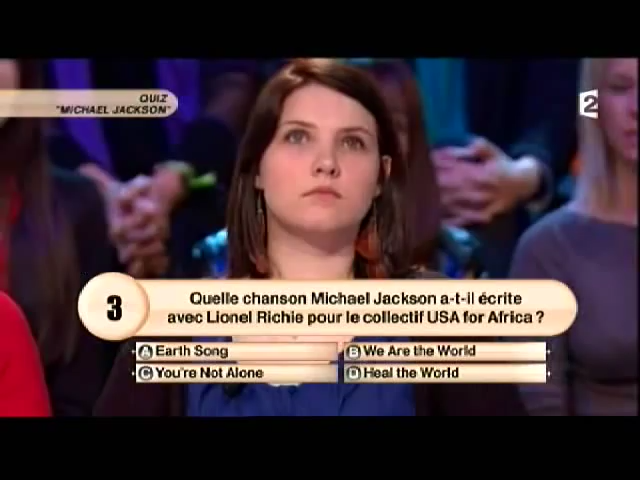 QUIZ
"MICHAEL JACKSON"
2
3
Quelle chanson Michael Jackson a-t-il écrite
avec Lionel Richie pour le collectif USA for Africa ?
A Earth Song
B We Are the World
C You're Not Alone
D Heal the World